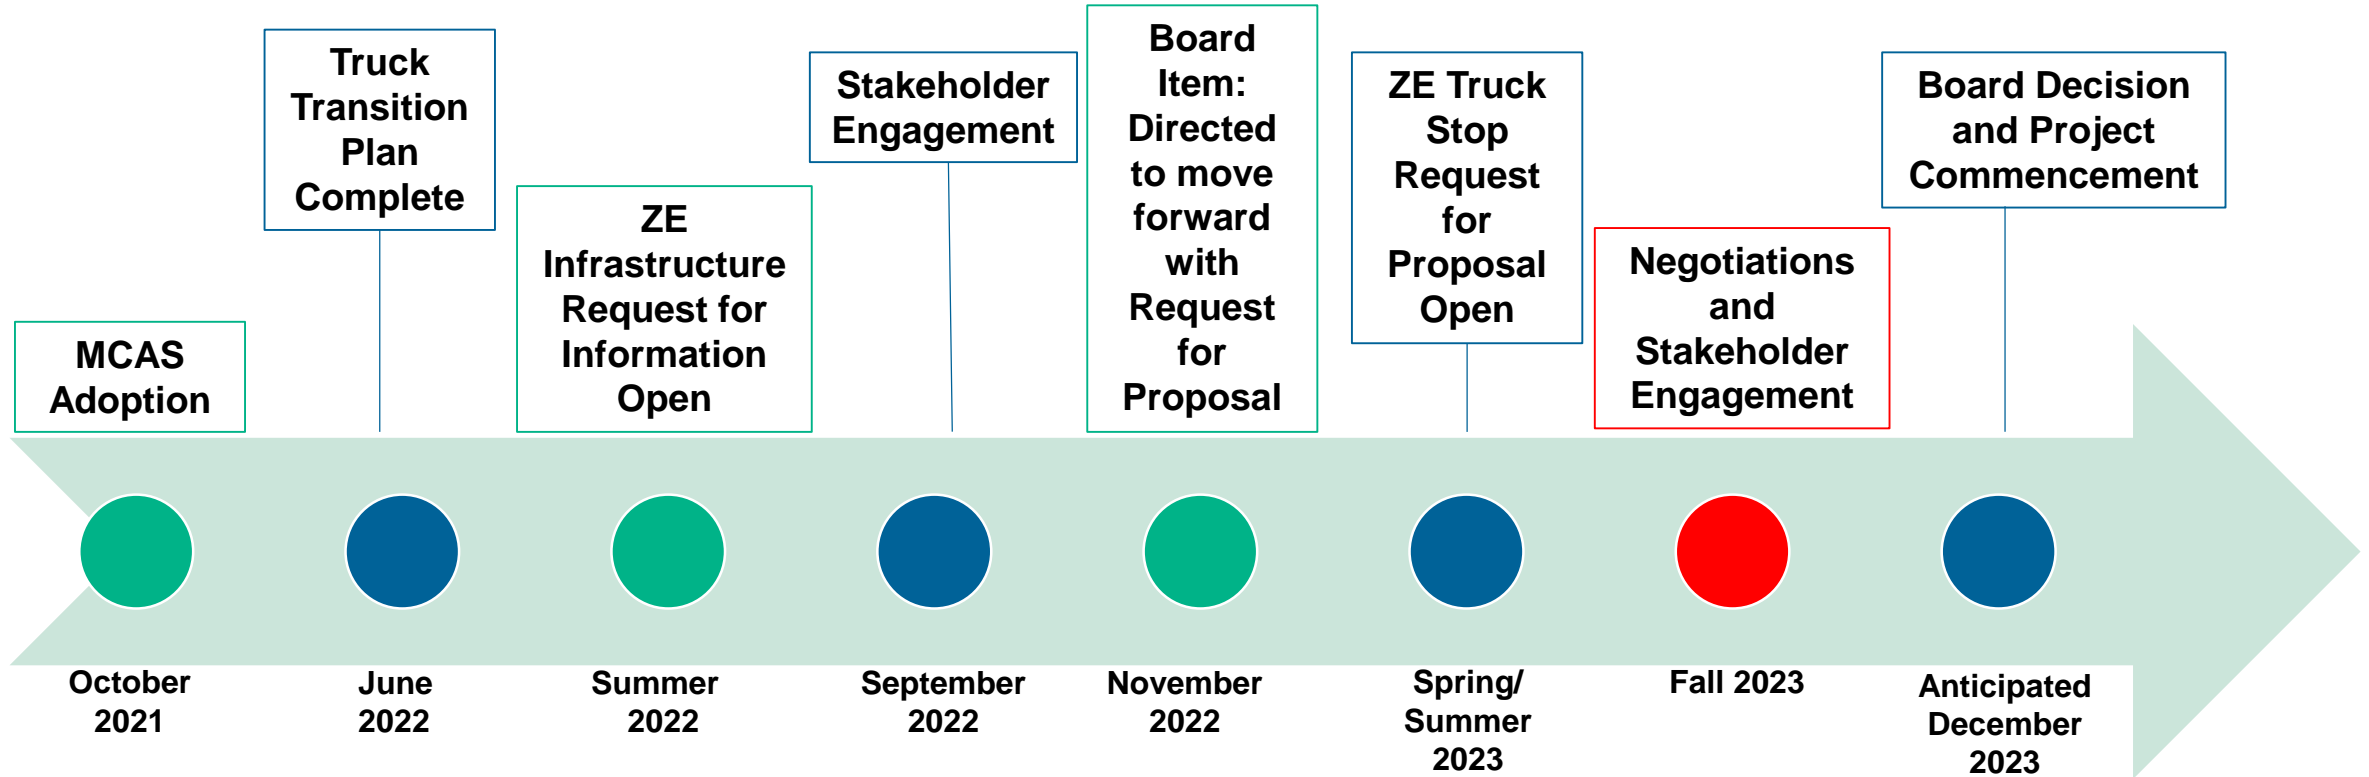 MCAS
Adoption
Truck
Transition
Plan
Complete
ZE
Infrastructure
Request for
Information
Open
Stakeholder
Engagement
Board
Item:
Directed
to move
forward
with
Request
for
Proposal
ZE Truck
Stop
Request
for
Proposal
Open
Negotiations
and
Stakeholder
Engagement
Board Decision
and Project
Commencement
October
2021
June
2022
Summer
2022
September
2022
November
2022
Spring/
Summer
2023
Fall 2023
Anticipated
December
2023